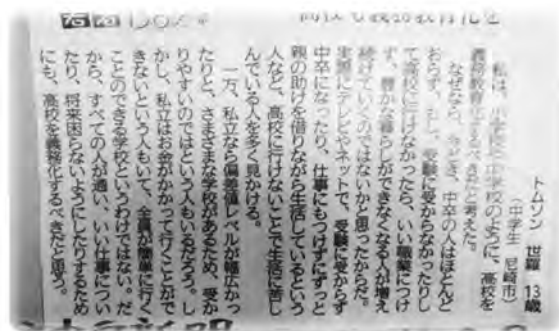 トムソン 世羅 13歳
(中学生 尼崎市)
私は、小学校や中学校のように、高校を
義務教育化するべきだと考えた。
なぜなら、今どき、中卒の人はほとんど
おらず、もし、受験に受からなかったりし
て高校に行けなかったら、いい職業につけ
ず、豊かな暮らしができなくなる人が増え
続けていくのではないかと思ったからだ。
実際にテレビやネットで、受験に受からず
中卒になったり、仕事にもつけずにずっと
親の助けを借りながら生活しているという
人など、高校に行けないことで生活に苦し
んでいる人を多く見かける。
一方、私立なら偏差値レベルが幅広かっ
たりと、さまざまな学校があるため、受か
りやすいのではという人もいるだろう。し
かし、私立はお金がかかって行くことがで
きないという人もいて、全員が簡単に行く
ことのできる学校というわけではない。だ
から、すべての人が通い、いい仕事につい
たり、将来困らないようにしたりするため
にも、高校を義務化するべきだと思う。